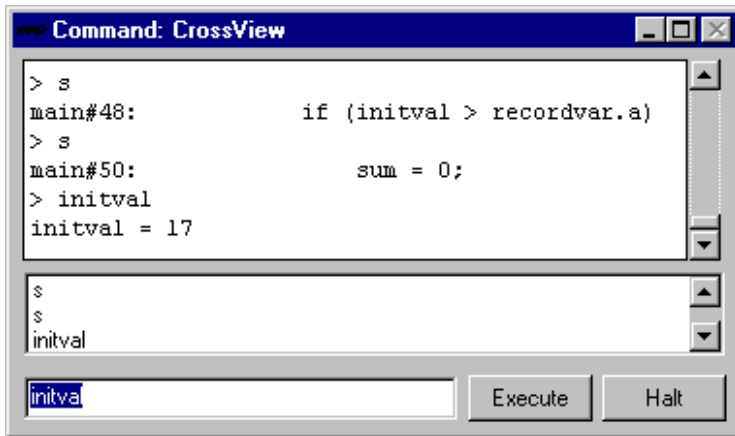 Command: CrossView
> s
main#48:          if (initval > recordvar.a)
> s
main#50:             sum = 0;
> initval
initval = 17
s
s
initval
initval
Execute
Halt